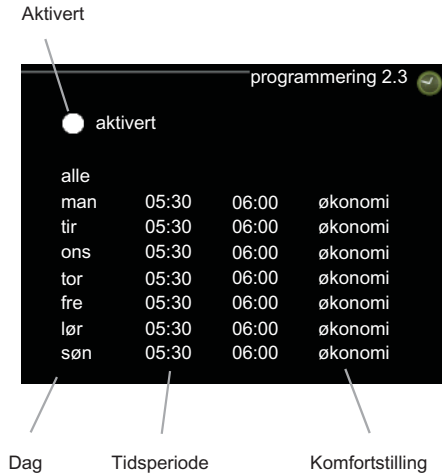 Aktivert
programmering 2.3
aktivert
alle
man 05:30 06:00 økonomi
tir 05:30 06:00 økonomi
ons 05:30 06:00 økonomi
tor 05:30 06:00 økonomi
fre 05:30 06:00 økonomi
lør 05:30 06:00 økonomi
søn 05:30 06:00 økonomi
Dag Tidsperiode Komfortstilling